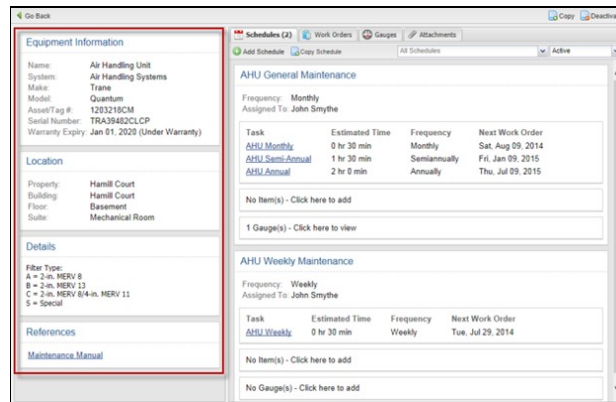 Go Back
Copy Deactiva
Equipment Information
Name: Air Handling Unit
System: Air Handling Systems
Make: Trane
Model: Quantum
Asset/Tag #: 1203218CM
Serial Number: TRA39482CLCP
Warranty Expiry: Jan 01, 2020 (Under Warranty)
Location
Property: Hamill Court
Building: Hamill Court
Floor: Basement
Suite: Mechanical Room
Details
Filter Type:
A = 2-in. MERV 8
B = 2-in. MERV 13
C = 2-in. MERV 8/4-in. MERV 11
S = Special
References
Maintenance Manual
Schedules (2) Work Orders Gauges Attachments
Add Schedule Copy Schedule All Schedules Active
AHU General Maintenance
Frequency: Monthly
Assigned To: John Smythe
Task Estimated Time Frequency Next Work Order
AHU Monthly 0 hr 30 min Monthly Sat, Aug 09, 2014
AHU Semi-Annual 1 hr 30 min Semiannually Fri, Jan 09, 2015
AHU Annual 2 hr 0 min Annually Thu, Jul 09, 2015
No Item(s) - Click here to add
1 Gauge(s) - Click here to view
AHU Weekly Maintenance
Frequency: Weekly
Assigned To: John Smythe
Task Estimated Time Frequency Next Work Order
AHU Weekly 0 hr 30 min Weekly Tue, Jul 29, 2014
No Item(s) - Click here to add
No Gauge(s) - Click here to add